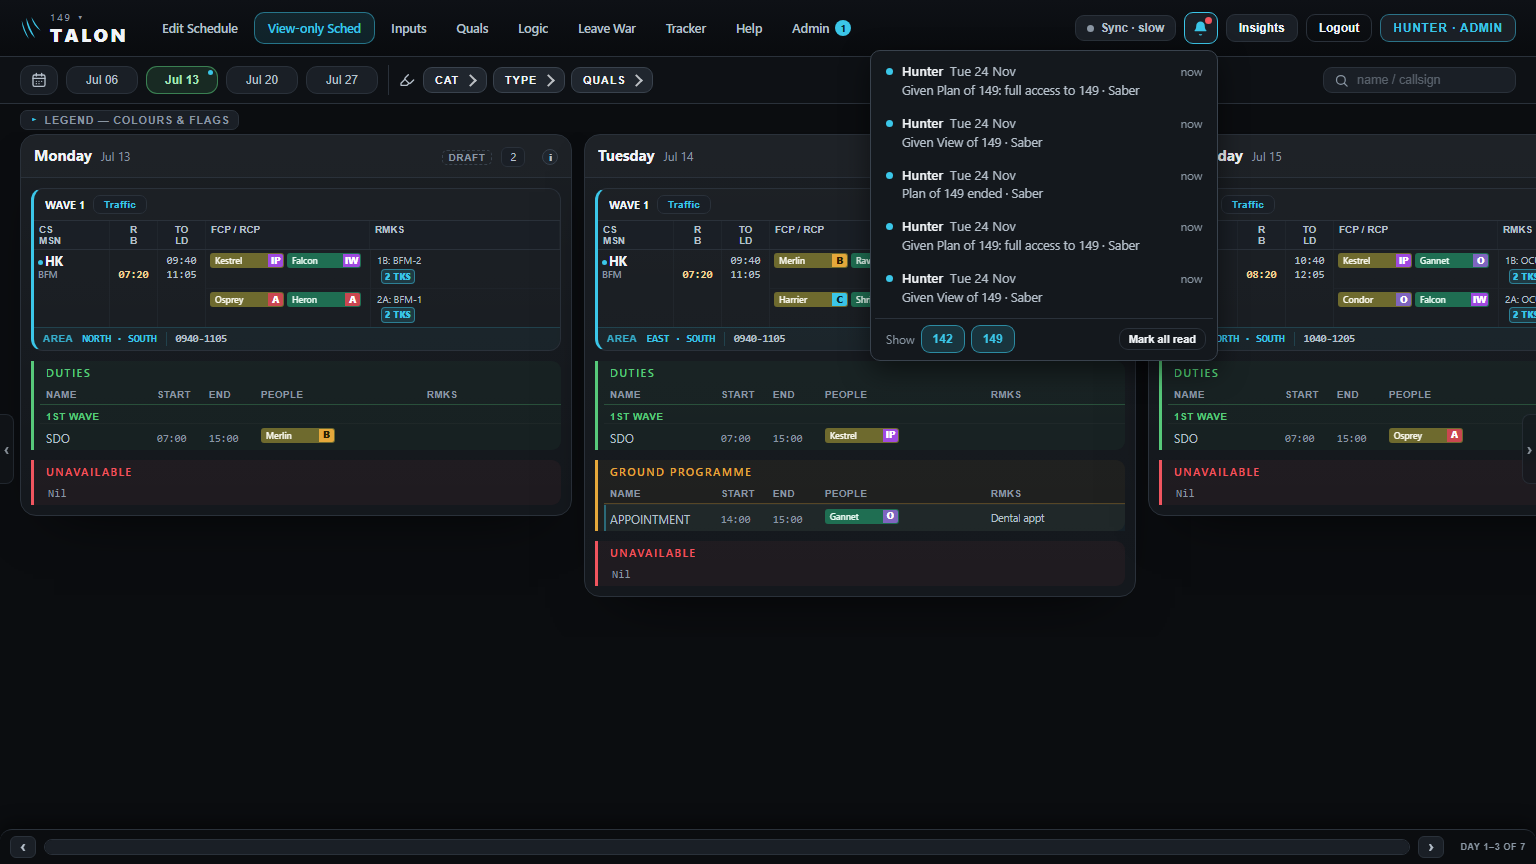 149 ▾
TALON
Edit Schedule
View-only Sched
Inputs
Quals
Logic
Leave War
Tracker
Help
Admin 1
Sync · slow
Insights
Logout
HUNTER · ADMIN
Jul 06
Jul 13
Jul 20
Jul 27
CAT
TYPE
QUALS
name / callsign
LEGEND — COLOURS & FLAGS
Monday Jul 13
DRAFT 2 i
WAVE 1 Traffic
CS R TO FCP / RCP RMKS
MSN B LD
HK 09:40 Kestrel IP Falcon IW 1B: BFM-2
BFM 07:20 11:05 2 TKS
Osprey A Heron A 2A: BFM-1
2 TKS
AREA NORTH · SOUTH 0940-1105
DUTIES
NAME START END PEOPLE RMKS
1ST WAVE
SDO 07:00 15:00 Merlin B
UNAVAILABLE
Nil
Tuesday Jul 14
WAVE 1 Traffic
CS R TO FCP / RCP
MSN B LD
HK 09:40 Merlin B Rav
BFM 07:20 11:05
Harrier C Shr
AREA EAST · SOUTH 0940-1105
DUTIES
NAME START END PEOPLE RMKS
1ST WAVE
SDO 07:00 15:00 Kestrel IP
GROUND PROGRAMME
NAME START END PEOPLE RMKS
APPOINTMENT 14:00 15:00 Gannet O Dental appt
UNAVAILABLE
Nil
Hunter Tue 24 Nov now
Given Plan of 149: full access to 149 · Saber
Hunter Tue 24 Nov now
Given View of 149 · Saber
Hunter Tue 24 Nov now
Plan of 149 ended · Saber
Hunter Tue 24 Nov now
Given Plan of 149: full access to 149 · Saber
Hunter Tue 24 Nov now
Given View of 149 · Saber
Show 142 149 Mark all read
day Jul 15
Traffic
R TO FCP / RCP RMKS
B LD
10:40 Kestrel IP Gannet O 1B: OCU
08:20 12:05 2 TKS
Condor O Falcon IW 2A: OCU
2 TKS
ORTH · SOUTH 1040-1205
DUTIES
NAME START END PEOPLE
1ST WAVE
SDO 07:00 15:00 Osprey A
UNAVAILABLE
Nil
DAY 1–3 OF 7